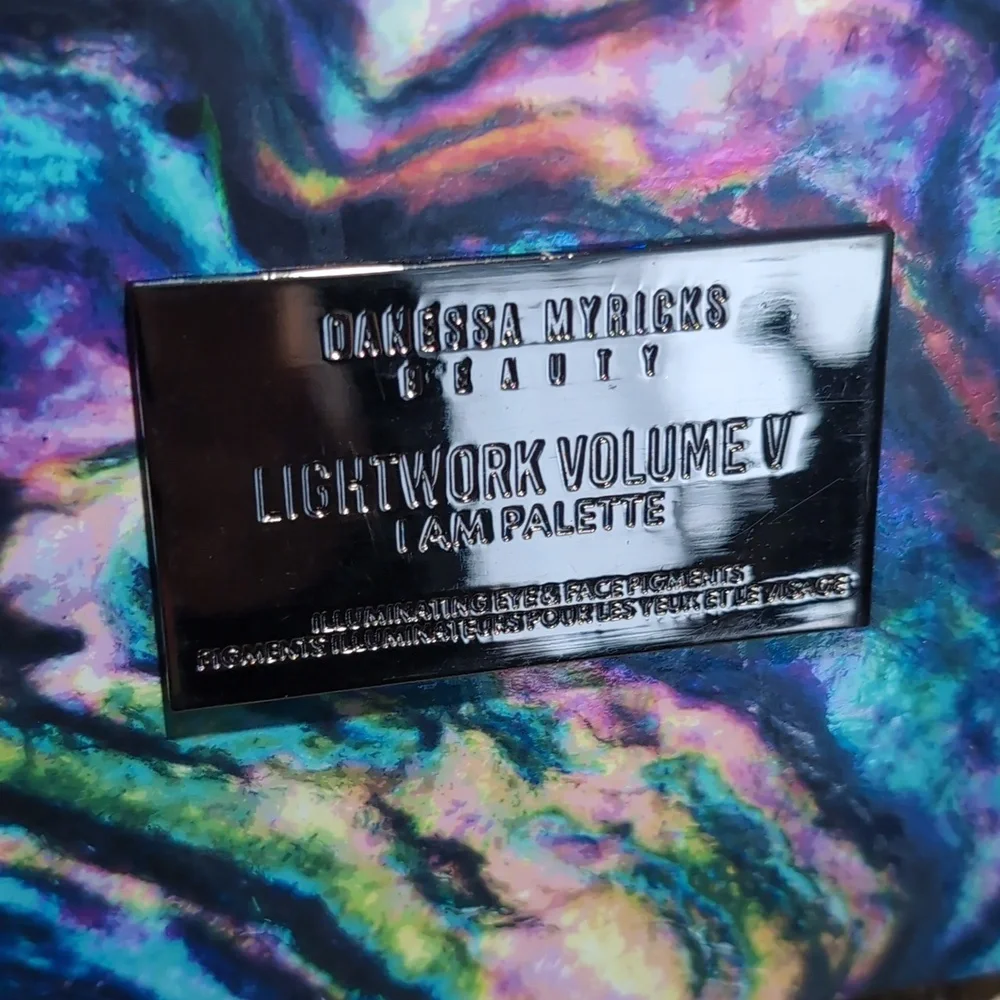 DANESSA MYRICKS
BEAUTY
LIGHTWORK VOLUME V
I AM PALETTE
ILLUMINATING EYE & FACE PIGMENTS
PIGMENTS ILLUMINATEURS POUR LES YEUX ET LE VISAGE